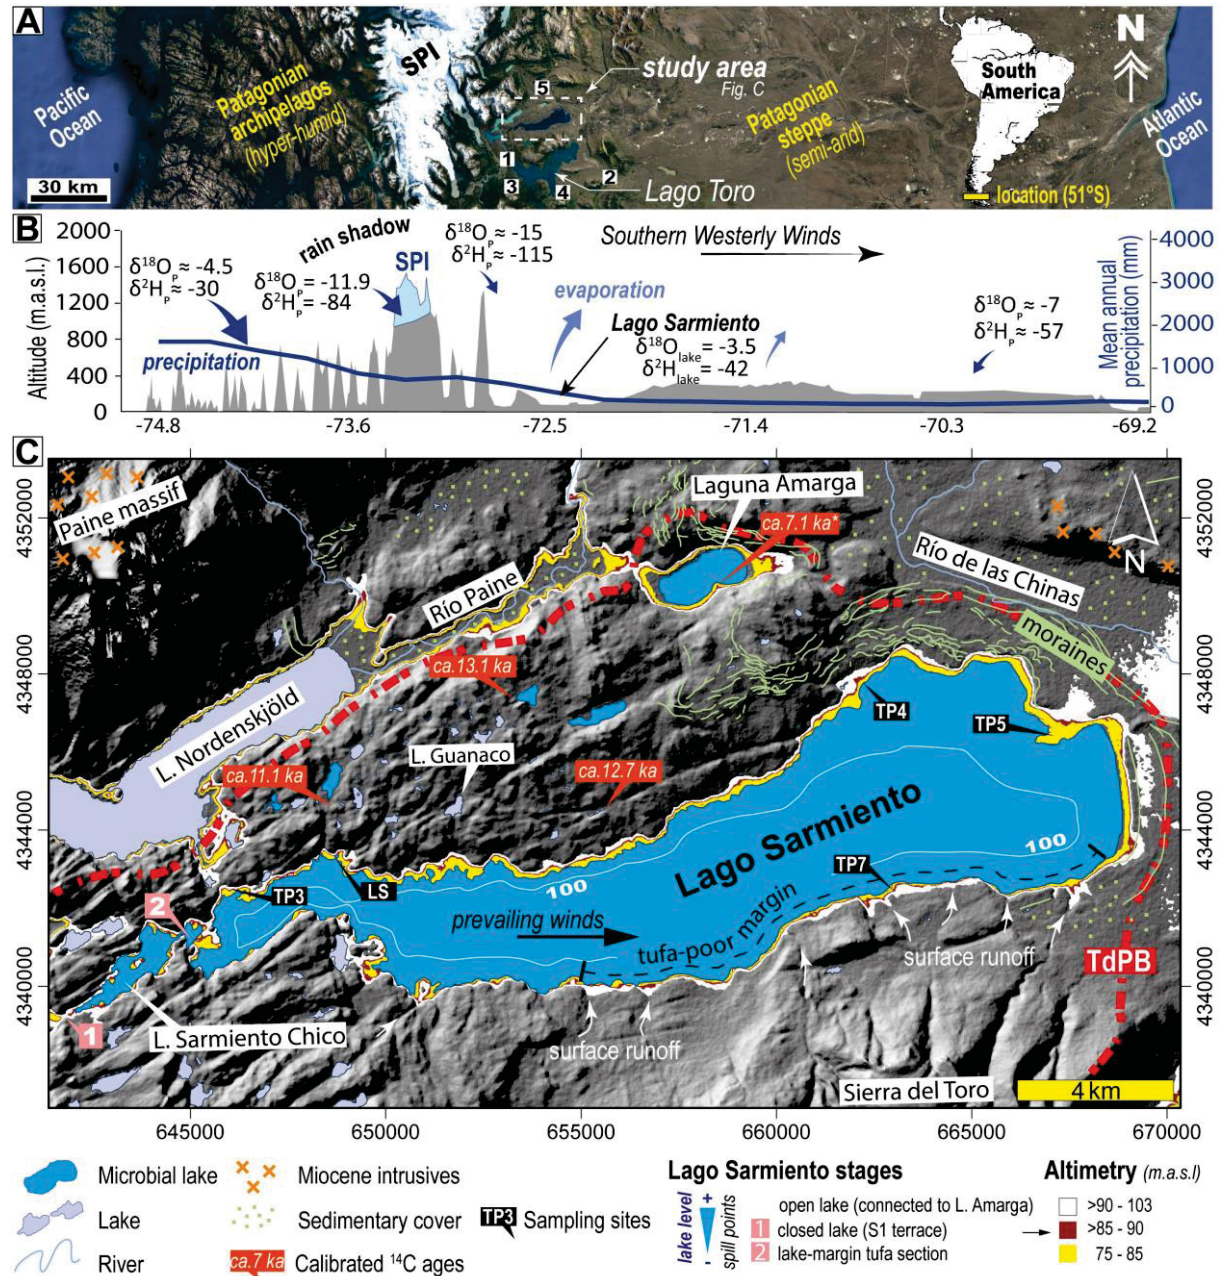 A
Pacific
Ocean
Patagonian
archipelagos
(hyper-humid)
SPI
5
study area
Fig. C
1
3
4
2
Lago Toro
Patagonian
steppe
(semi-arid)
South
America
N
location (51°S)
Atlantic
Ocean
30 km
B
2000
1600
1200
800
400
0
Altitude (m.a.s.l.)
δ¹⁸Oₚ≈ -4.5
δ²Hₚ≈ -30
precipitation
rain shadow
δ¹⁸Oₚ= -11.9
δ²Hₚ= -84
SPI
δ¹⁸Oₚ≈ -15
δ²Hₚ≈ -115
Southern Westerly Winds
evaporation
Lago Sarmiento
δ¹⁸O lake = -3.5
δ²H lake = -42
δ¹⁸Oₚ≈ -7
δ²Hₚ≈ -57
4000
3000
2000
1000
0
Mean annual
precipitation (mm)
-74.8 -73.6 -72.5 -71.4 -70.3 -69.2
C
4352000
4348000
4344000
4340000
Paine massif
Laguna Amarga
ca.7.1 ka*
Río de las Chinas
N
Río Paine
moraines
ca.13.1 ka
L. Nordenskjöld
L. Guanaco
TP4
TP5
ca.11.1 ka
ca.12.7 ka
Lago Sarmiento
100
100
TP7
TP3
LS
2
prevailing winds
tufa-poor margin
surface runoff
TdPB
1
L. Sarmiento Chico
surface runoff
Sierra del Toro
4 km
4352000
4348000
4344000
4340000
645000 650000 655000 660000 665000 670000
Microbial lake
Lake
River
Miocene intrusives
Sedimentary cover
ca.7 ka Calibrated ¹⁴C ages
TP3 Sampling sites
Lago Sarmiento stages
lake level
+
-
spill points
open lake (connected to L. Amarga)
1 closed lake (S1 terrace)
2 lake-margin tufa section
Altimetry (m.a.s.l)
>90 - 103
>85 - 90
75 - 85